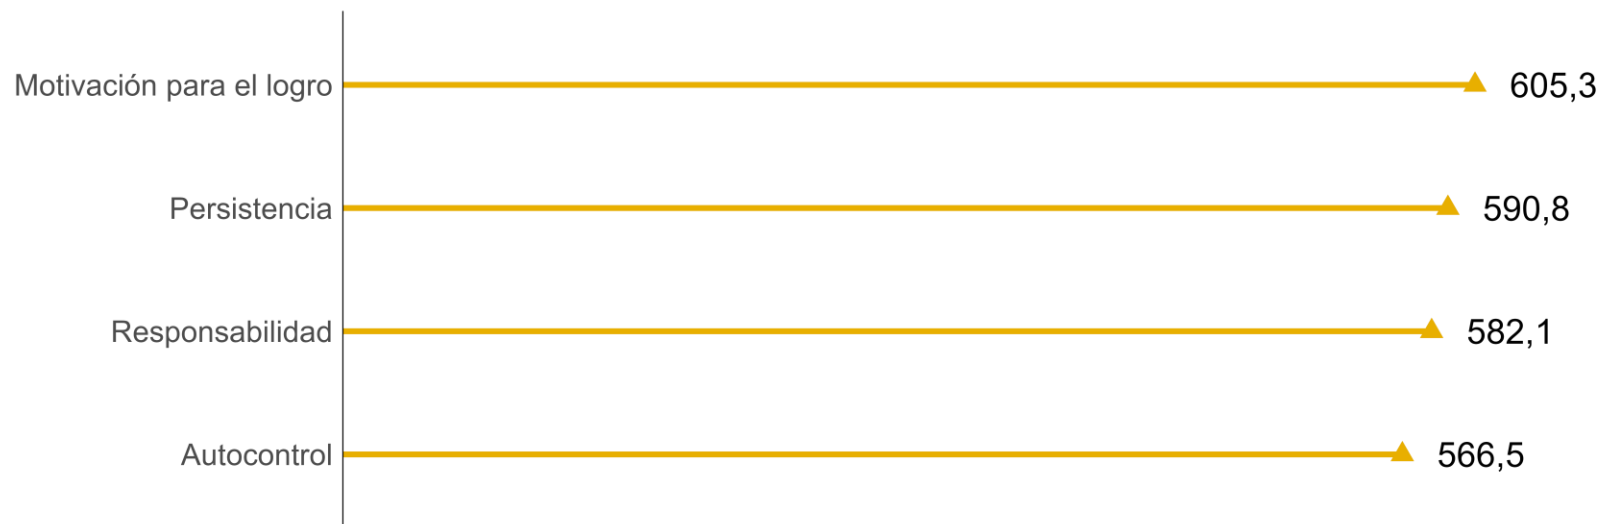 Motivación para el logro 605,3
Persistencia 590,8
Responsabilidad 582,1
Autocontrol 566,5